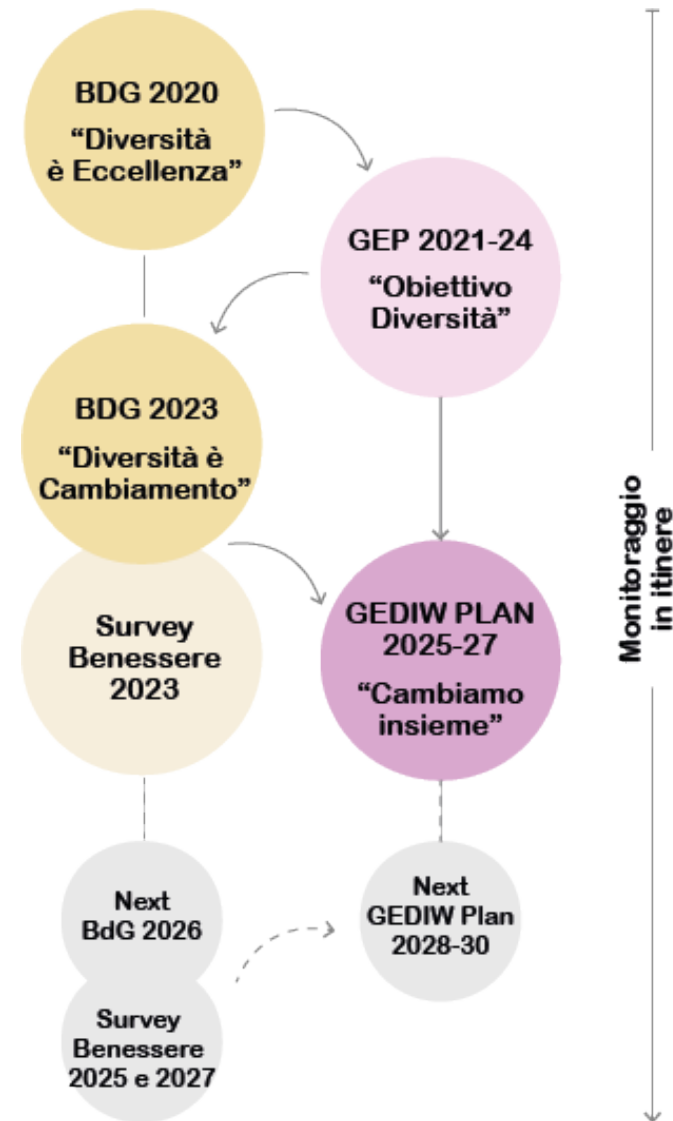 BDG 2020
“Diversità
è Eccellenza”
GEP 2021-24
“Obiettivo
Diversità”
BDG 2023
“Diversità è
Cambiamento”
Survey
Benessere
2023
GEDIW PLAN
2025-27
“Cambiamo
insieme”
Next
BdG 2026
Next
GEDIW Plan
2028-30
Survey
Benessere
2025 e 2027
Monitoraggio
in itinere